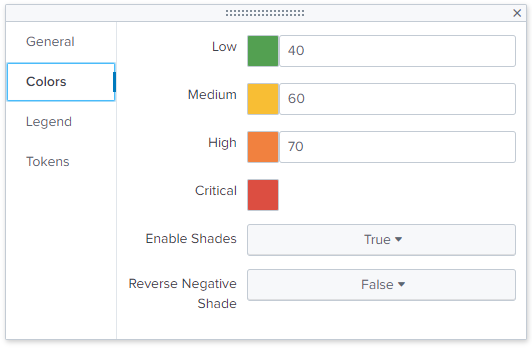 General
Colors
Legend
Tokens
Low 40
Medium 60
High 70
Critical
Enable Shades True
Reverse Negative
Shade False